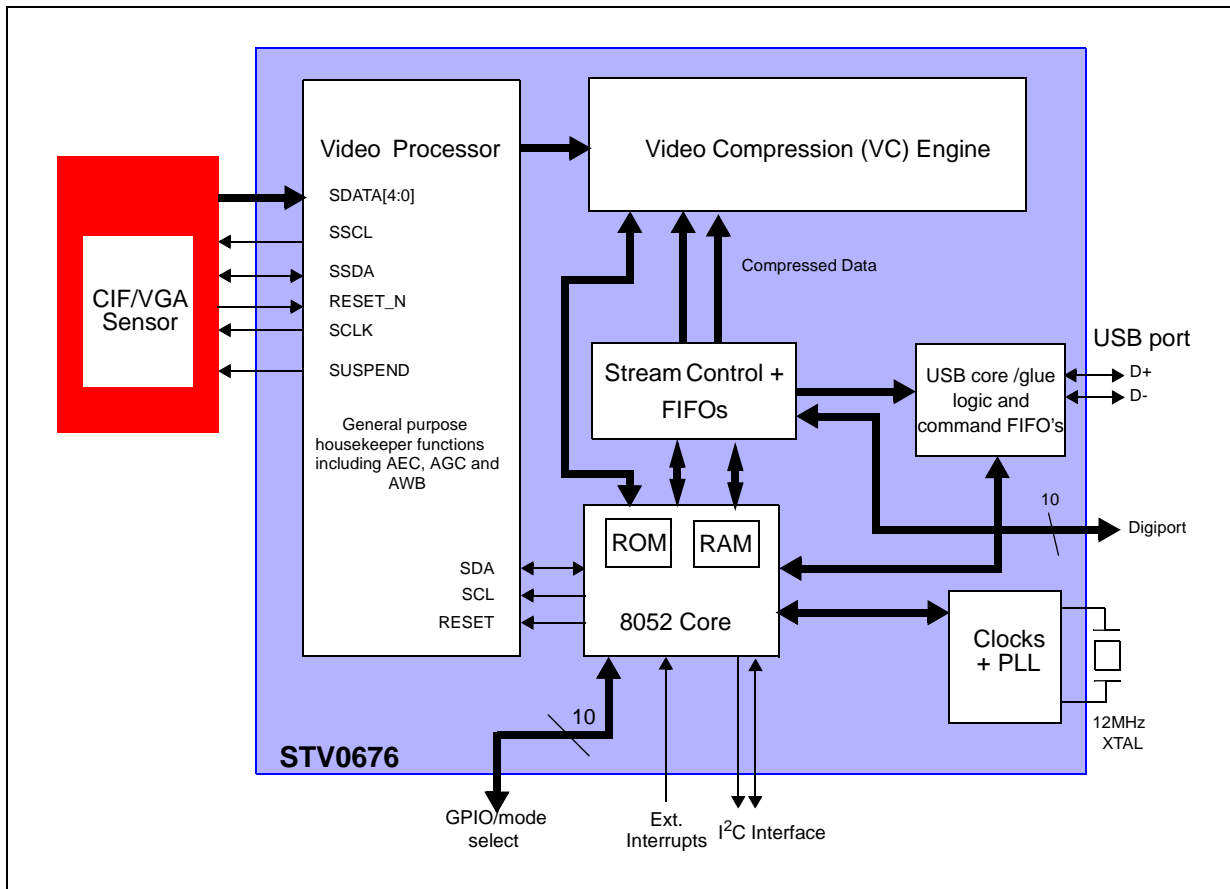 Video Processor
Video Compression (VC) Engine
SDATA[4:0]
SSCL
SSDA
RESET_N
SCLK
SUSPEND
CIF/VGA
Sensor
General purpose
housekeeper functions
including AEC, AGC and
AWB
Compressed Data
Stream Control +
FIFOs
USB core /glue
logic and
command FIFO's
USB port
D+
D-
10
Digiport
ROM
RAM
8052 Core
SDA
SCL
RESET
Clocks
+ PLL
12MHz
XTAL
10
STV0676
GPIO/mode
select
Ext.
Interrupts
I2C Interface